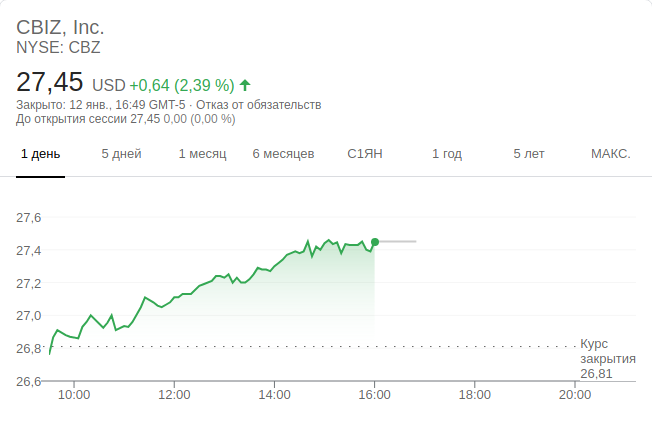 CBIZ, Inc.
NYSE: CBZ
27,45 USD +0,64 (2,39 %)
Закрыто: 12 янв., 16:49 GMT-5 · Отказ от обязательств
До открытия сессии 27,45 0,00 (0,00 %)
1 день 5 дней 1 месяц 6 месяцев С1ЯН 1 год 5 лет МАКС.
27,6
27,4
27,2
27,0
26,8
Курс
закрытия
26,81
26,6
10:00 12:00 14:00 16:00 18:00 20:00